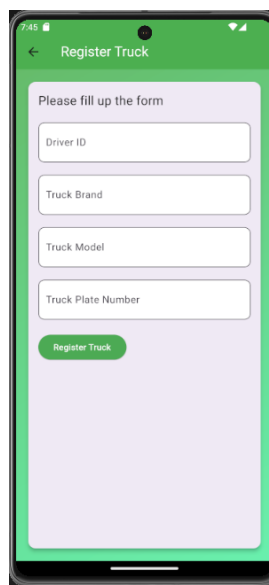 7:45
Register Truck
Please fill up the form
Driver ID
Truck Brand
Truck Model
Truck Plate Number
Register Truck